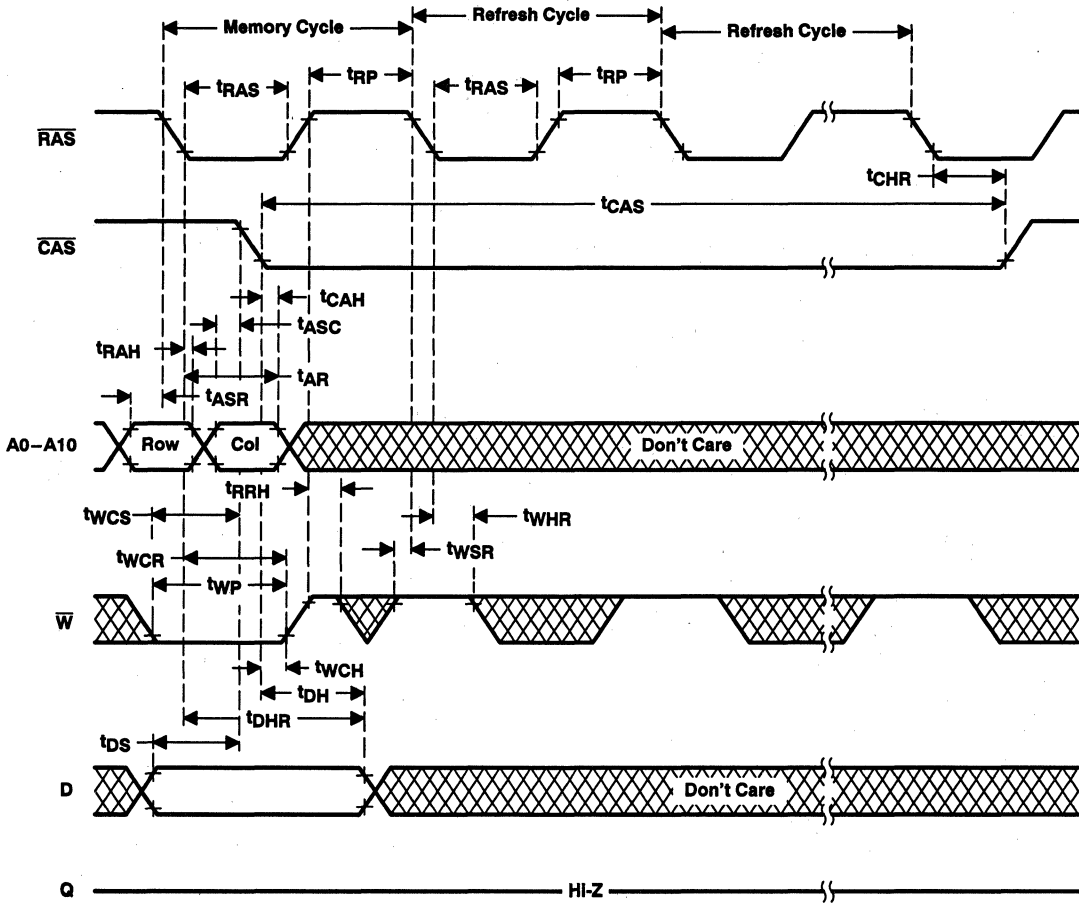 Memory Cycle
Refresh Cycle
Refresh Cycle
tRAS
tRP
tRAS
tRP
RAS
tCHR
tCAS
CAS
tCAH
tASC
tRAH
tAR
tASR
A0–A10
Row
Col
Don't Care
tRRH
tWCS
tWHR
tWSR
tWCR
tWP
W
tWCH
tDH
tDHR
tDS
D
Don't Care
Q
Hi-Z